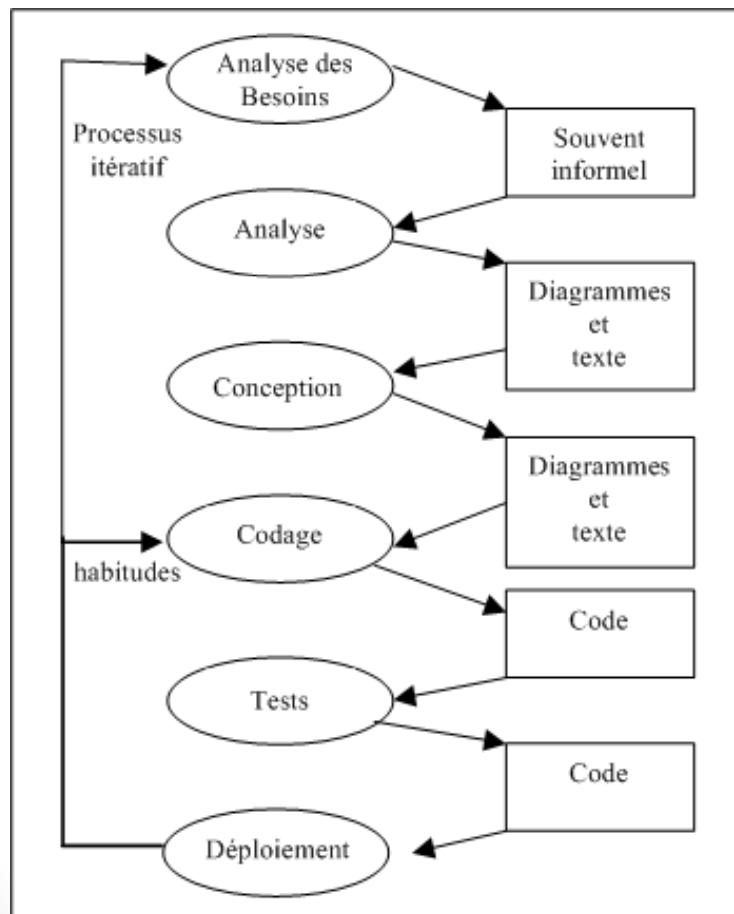 Analyse des
Besoins
Processus
itératif
Souvent
informel
Analyse
Diagrammes
et
texte
Conception
Diagrammes
et
texte
Codage
habitudes
Code
Tests
Code
Déploiement